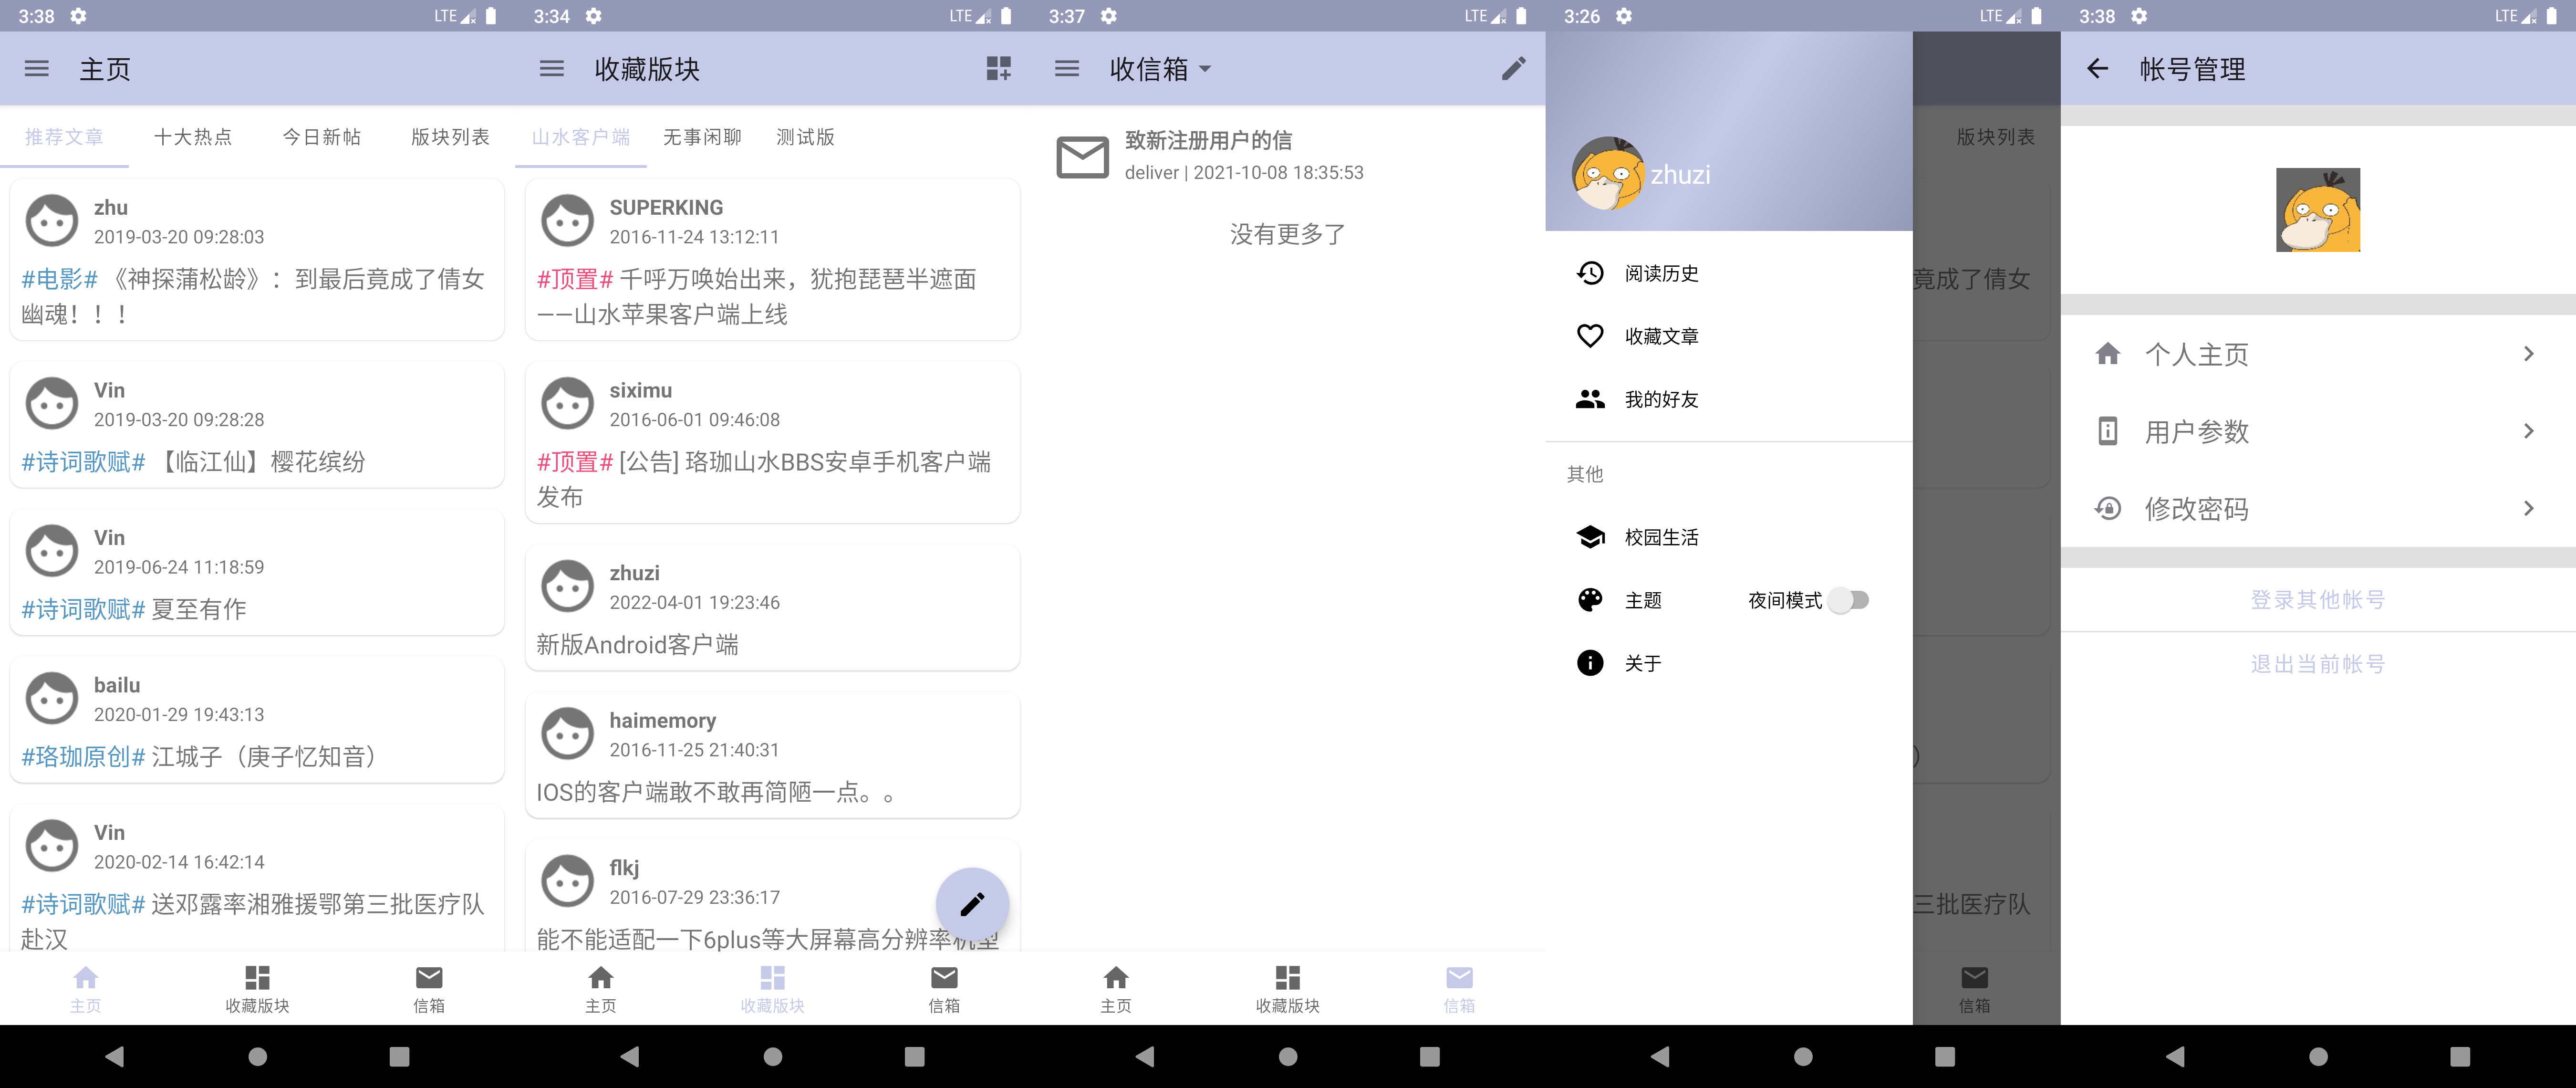 3:38
LTE
主页
推荐文章 十大热点 今日新帖 版块列表
zhu
2019-03-20 09:28:03
#电影# 《神探蒲松龄》：到最后竟成了倩女
幽魂！！！
Vin
2019-03-20 09:28:28
#诗词歌赋# 【临江仙】樱花缤纷
Vin
2019-06-24 11:18:59
#诗词歌赋# 夏至有作
bailu
2020-01-29 19:43:13
#珞珈原创# 江城子（庚子忆知音）
Vin
2020-02-14 16:42:14
#诗词歌赋# 送邓露率湘雅援鄂第三批医疗队
赴汉
主页 收藏版块 信箱
3:34
LTE
收藏版块
山水客户端 无事闲聊 测试版
SUPERKING
2016-11-24 13:12:11
#顶置# 千呼万唤始出来，犹抱琵琶半遮面
——山水苹果客户端上线
siximu
2016-06-01 09:46:08
#顶置# [公告] 珞珈山水BBS安卓手机客户端
发布
zhuzi
2022-04-01 19:23:46
新版Android客户端
haimemory
2016-11-25 21:40:31
IOS的客户端敢不敢再简陋一点。。
flkj
2016-07-29 23:36:17
能不能适配一下6plus等大屏幕高分辨率机型
主页 收藏版块 信箱
3:37
LTE
收信箱
致新注册用户的信
deliver | 2021-10-08 18:35:53
没有更多了
主页 收藏版块 信箱
3:26
LTE
zhuzi
阅读历史
收藏文章
我的好友
其他
校园生活
主题 夜间模式
关于
版块列表
竟成了倩女
）
三批医疗队
信箱
3:38
LTE
帐号管理
个人主页
用户参数
修改密码
登录其他帐号
退出当前帐号